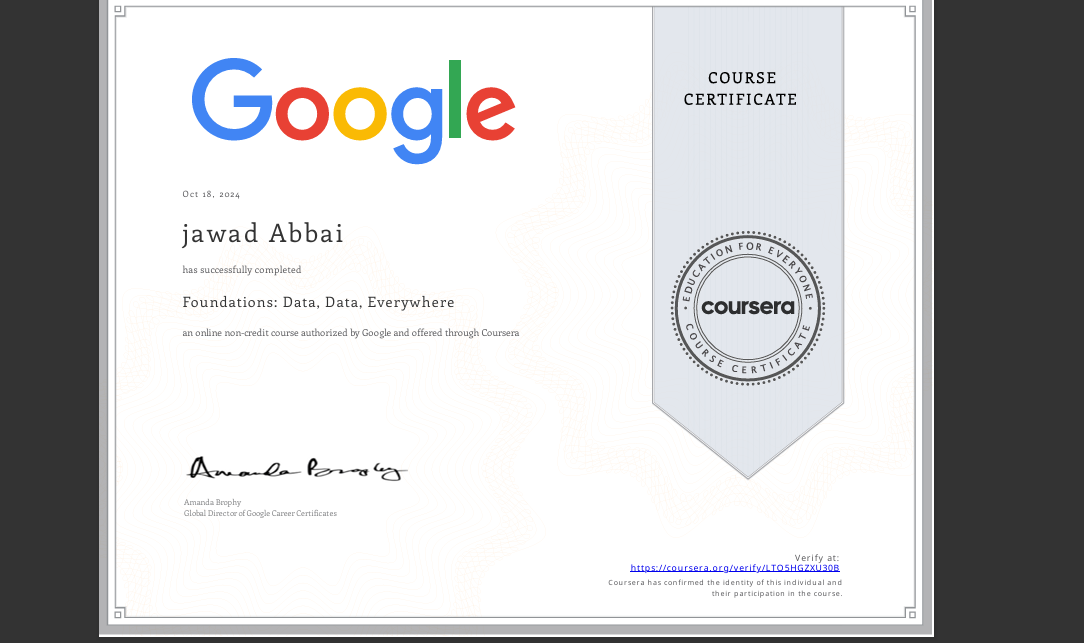 Google
COURSE
CERTIFICATE
Oct 18, 2024
jawad Abbai
has successfully completed
Foundations: Data, Data, Everywhere
an online non-credit course authorized by Google and offered through Coursera
EDUCATION FOR EVERYONE
coursera
COURSE CERTIFICATE
Amanda Brophy
Amanda Brophy
Global Director of Google Career Certificates
Verify at:
https://coursera.org/verify/LTO5HGZXU30B
Coursera has confirmed the identity of this individual and
their participation in the course.